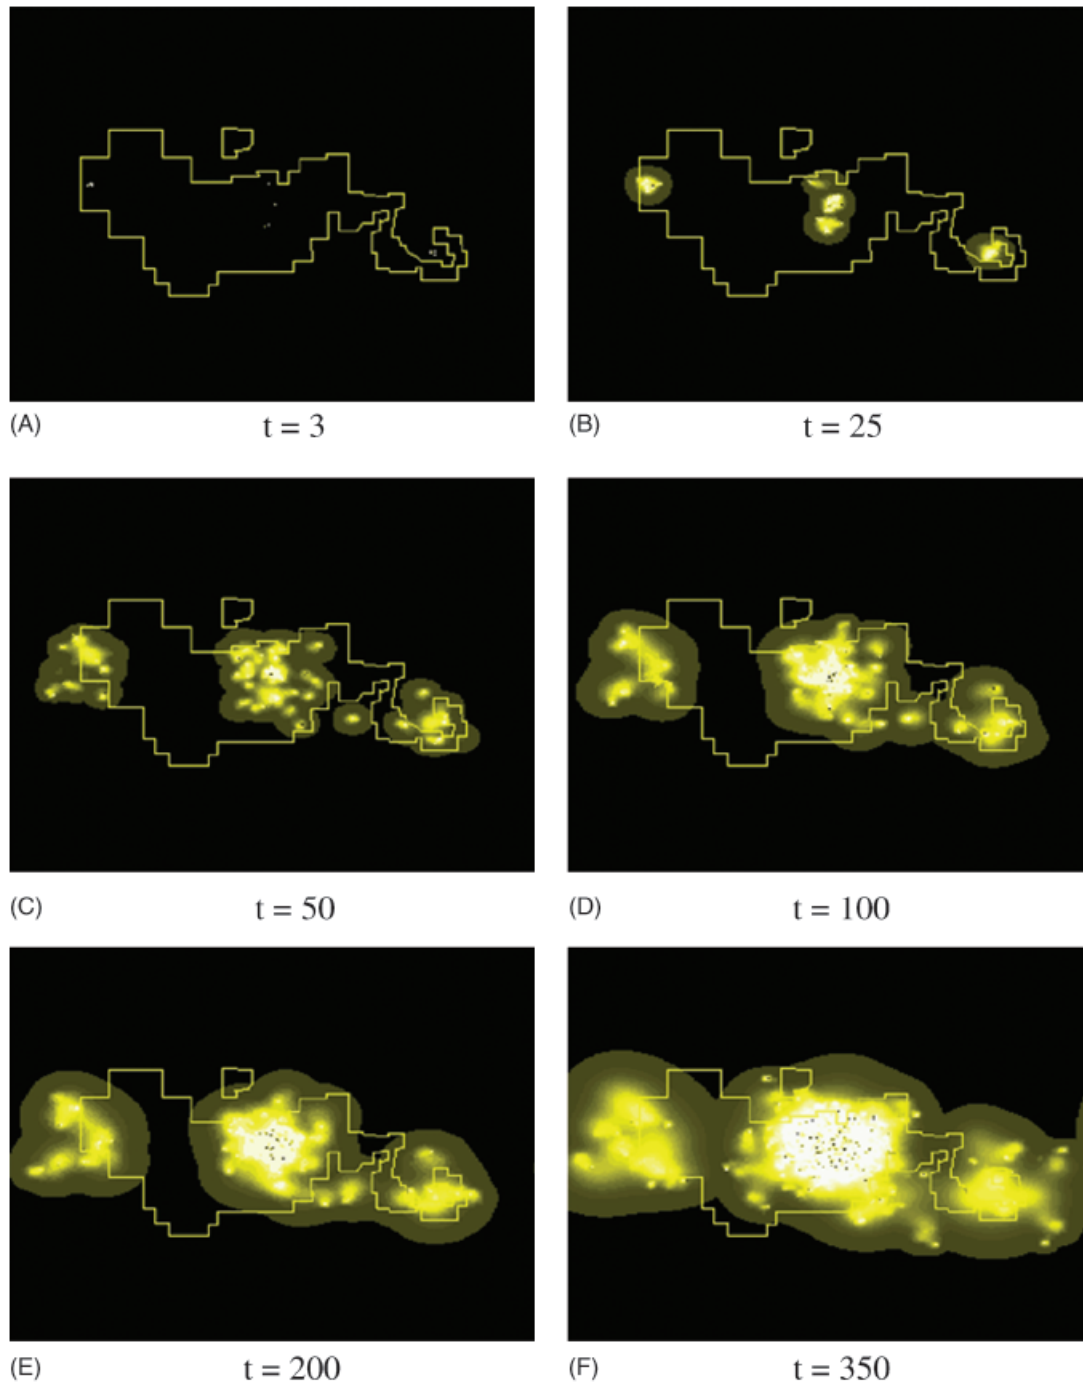 (A) t = 3
(B) t = 25
(C) t = 50
(D) t = 100
(E) t = 200
(F) t = 350